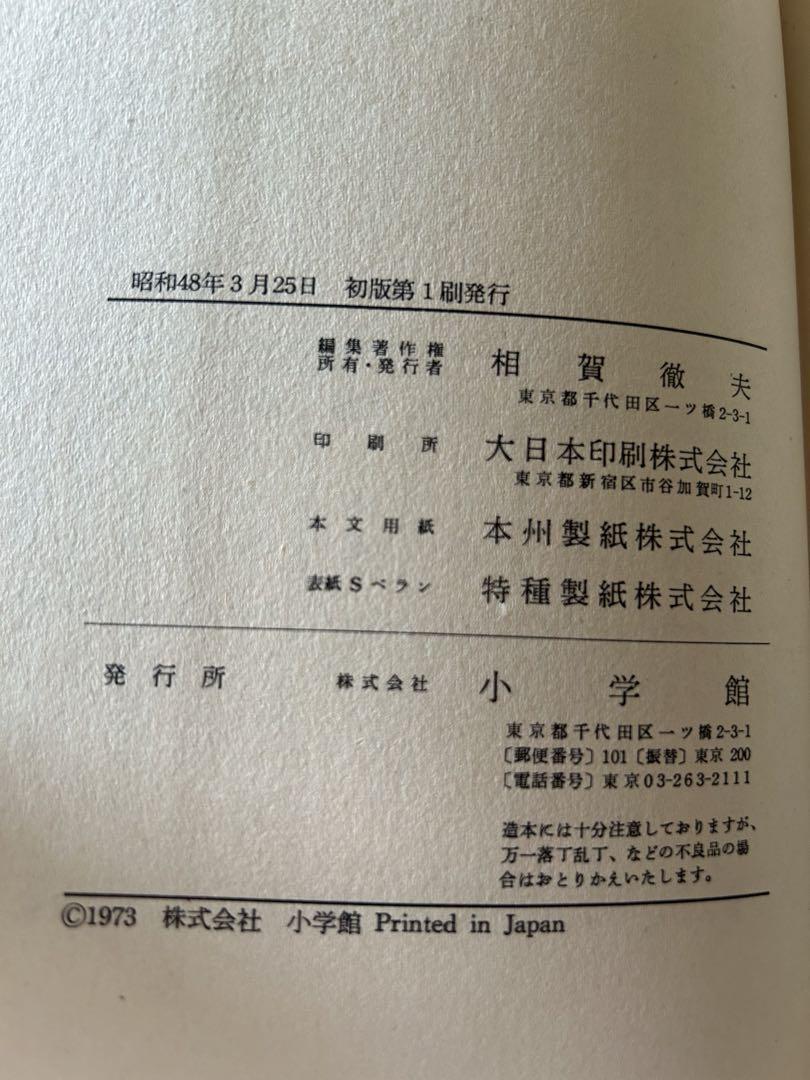 昭和48年3月25日 初版第1刷発行
編集著作権
所有・発行者 相賀徹夫
東京都千代田区一ツ橋2-3-1
印刷所 大日本印刷株式会社
東京都新宿区市谷加賀町1-12
本文用紙 本州製紙株式会社
表紙Sベラン 特種製紙株式会社
発行所 株式会社 小学館
東京都千代田区一ツ橋2-3-1
〔郵便番号〕101〔振替〕東京 200
〔電話番号〕東京03-263-2111
造本には十分注意しておりますが、
万一落丁乱丁、などの不良品の場
合はおとりかえいたします。
©1973 株式会社 小学館 Printed in Japan